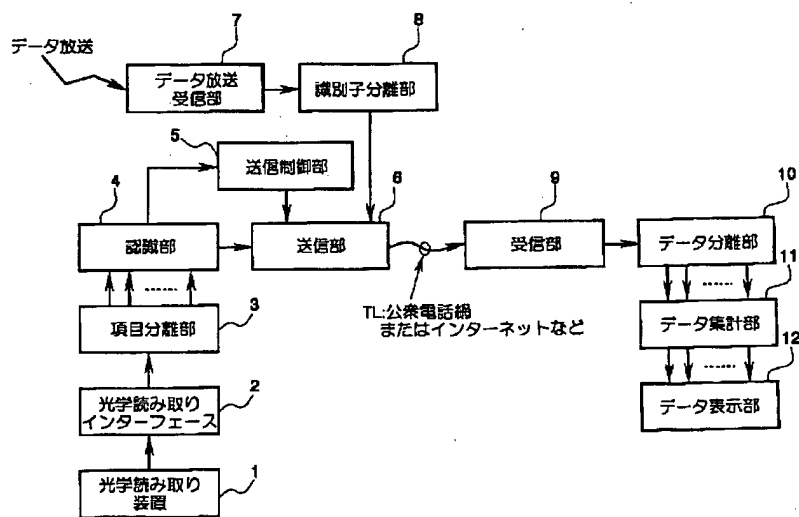 データ放送
7
データ放送
受信部
8
識別子分離部
5
送信制御部
4
認識部
6
送信部
9
受信部
10
データ分離部
TL:公衆電話網
またはインターネットなど
3
項目分離部
11
データ集計部
2
光学読み取り
インターフェース
12
データ表示部
1
光学読み取り
装置